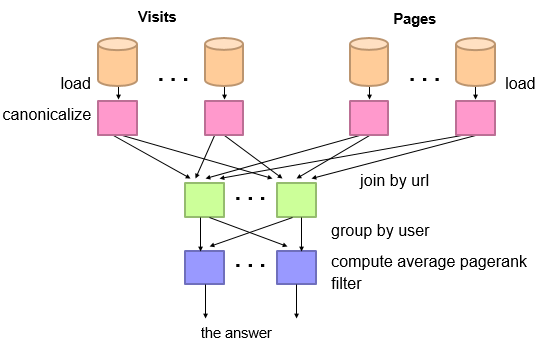 Visits
Pages
. . .
. . .
load
load
canonicalize
join by url
. . .
group by user
compute average pagerank
. . .
filter
the answer